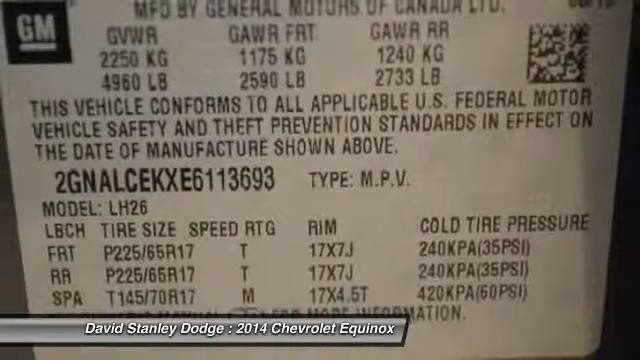 MFD BY GENERAL MOTORS OF CANADA LTD.
GM
GVWR GAWR FRT GAWR RR
2250 KG 1175 KG 1240 KG
4960 LB 2590 LB 2733 LB
THIS VEHICLE CONFORMS TO ALL APPLICABLE U.S. FEDERAL MOTOR
VEHICLE SAFETY AND THEFT PREVENTION STANDARDS IN EFFECT ON
THE DATE OF MANUFACTURE SHOWN ABOVE.
2GNALCEKXE6113693 TYPE: M.P.V.
MODEL: LH26
LBCH TIRE SIZE SPEED RTG RIM COLD TIRE PRESSURE
FRT P225/65R17 T 17X7J 240KPA(35PSI)
RR P225/65R17 T 17X7J 240KPA(35PSI)
SPA T145/70R17 M 17X4.5T 420KPA(60PSI)
FOR MORE INFORMATION.
David Stanley Dodge : 2014 Chevrolet Equinox